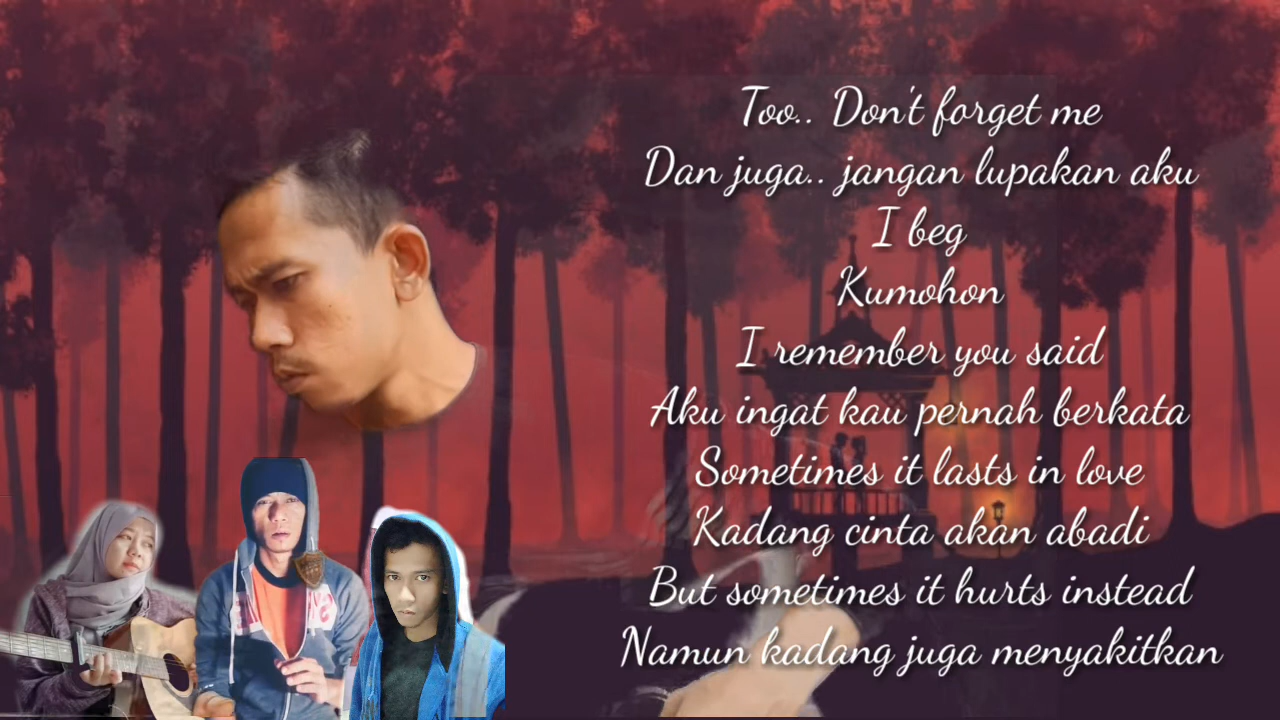 Too.. Don't forget me
Dan juga.. jangan lupakan aku
I beg
Kumohon
I remember you said
Aku ingat kau pernah berkata
Sometimes it lasts in love
Kadang cinta akan abadi
But sometimes it hurts instead
Namun kadang juga menyakitkan